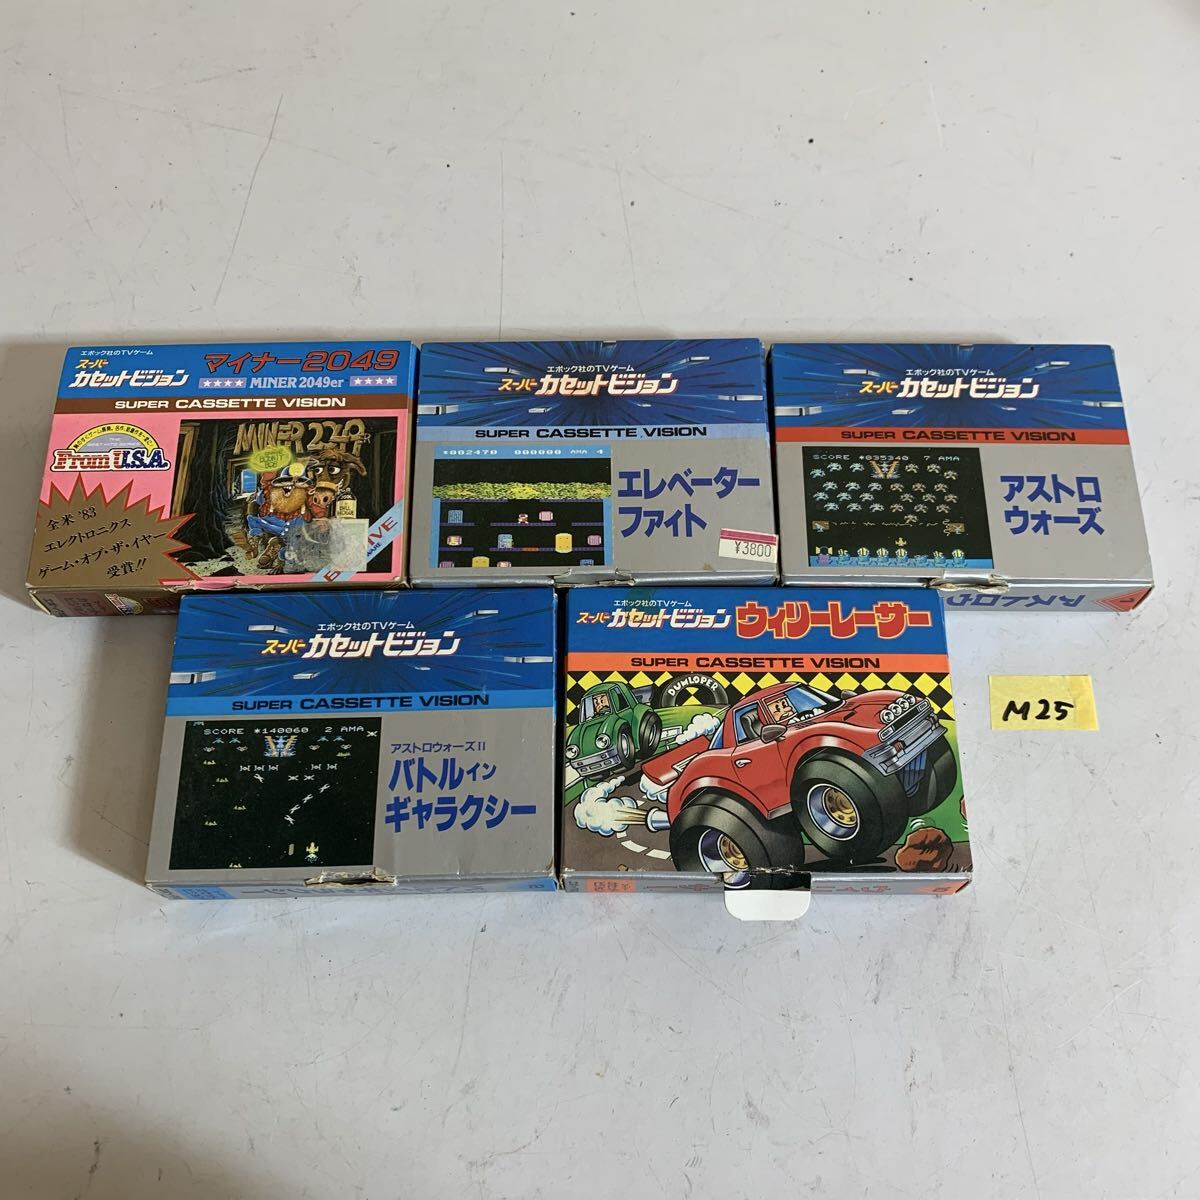 エポック社のTVゲーム
スーパー カセットビジョン
マイナー2049
★★★★ MINER 2049er ★★★★
SUPER CASSETTE VISION
From U.S.A.
全米'83
エレクトロニクス
ゲーム・オブ・ザ・イヤー
受賞!!
エポック社のTVゲーム
スーパー カセットビジョン
SUPER CASSETTE VISION
*002470 000000 AMA 4
エレベーター
ファイト
¥3800
エポック社のTVゲーム
スーパー カセットビジョン
SUPER CASSETTE VISION
SCORE *035340 7 AMA
アストロ
ウォーズ
エポック社のTVゲーム
スーパー カセットビジョン
SUPER CASSETTE VISION
SCORE *140060 2 AMA
アストロウォーズII
バトルイン
ギャラクシー
エポック社のTVゲーム
スーパー カセットビジョン
ウィリーレーサー
SUPER CASSETTE VISION
DUNLOPER
M25